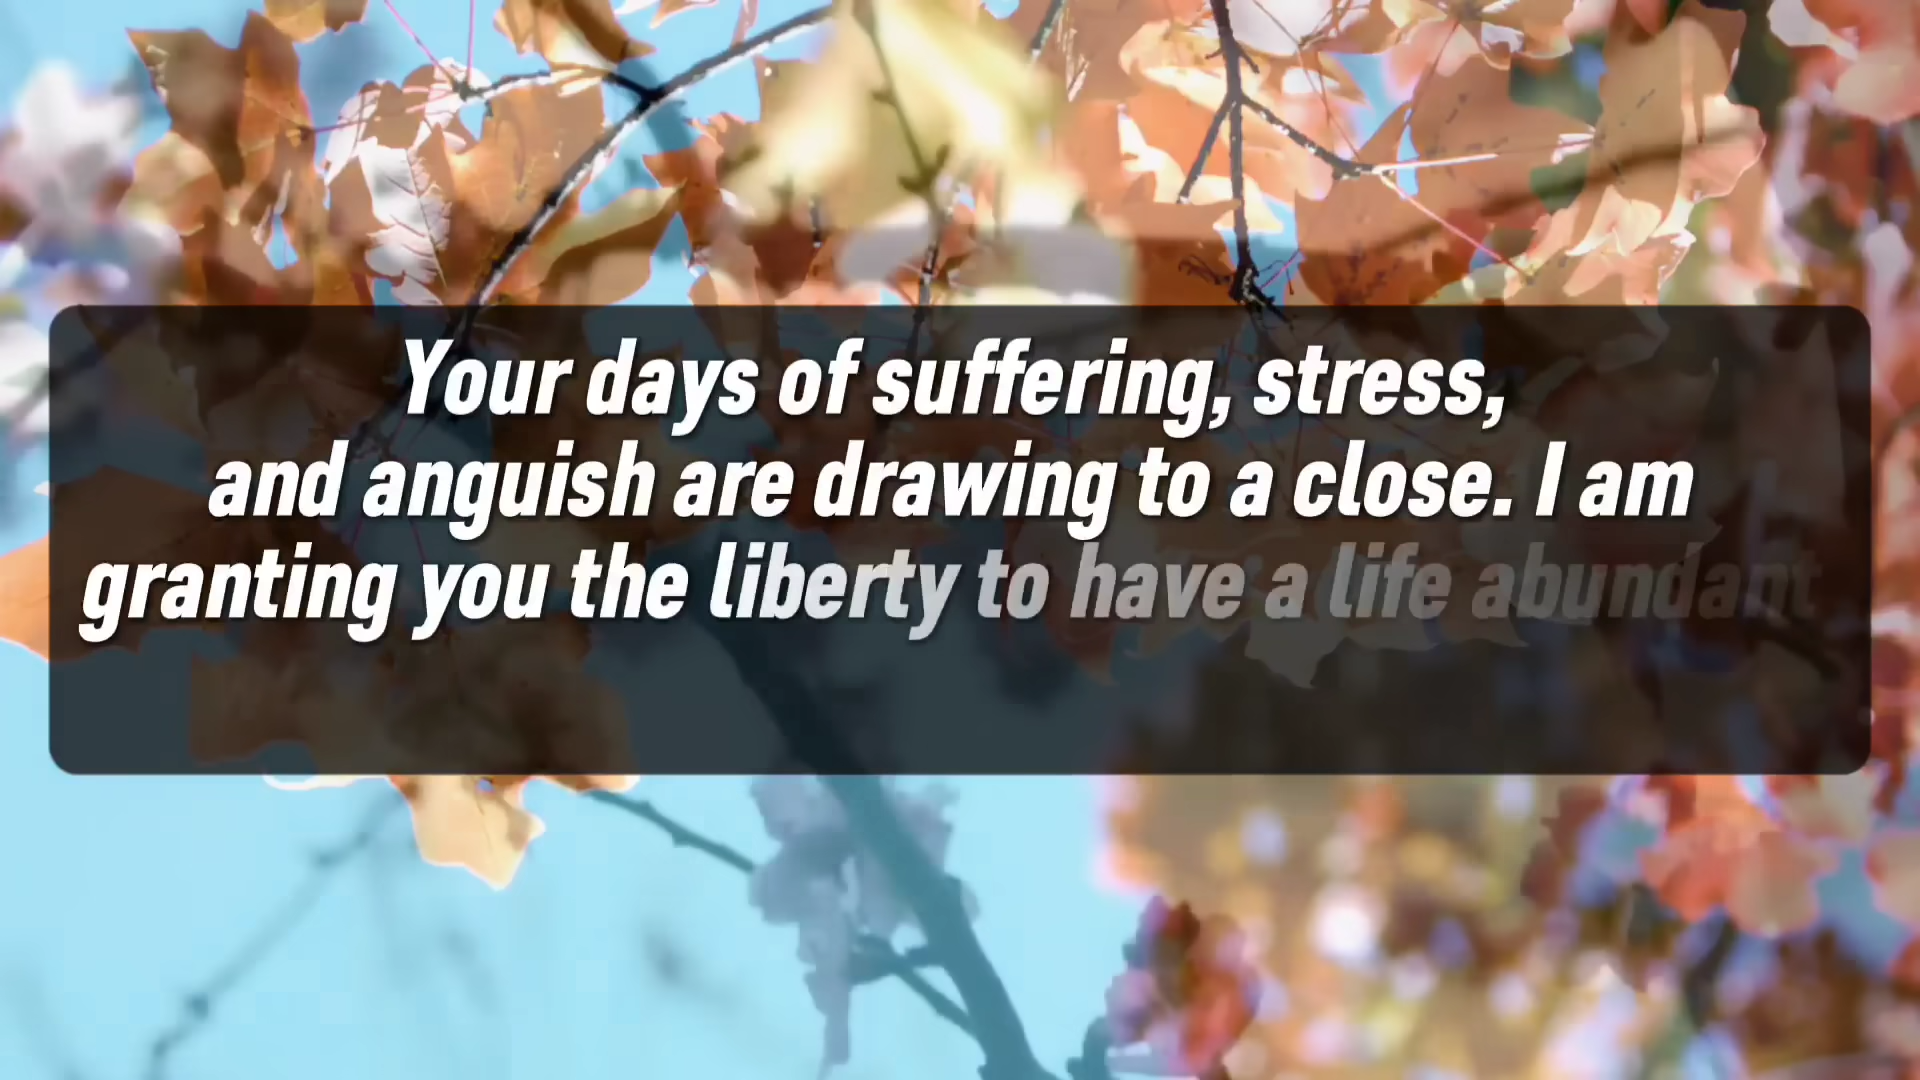 Your days of suffering, stress,
and anguish are drawing to a close. I am
granting you the liberty to have a life abundant